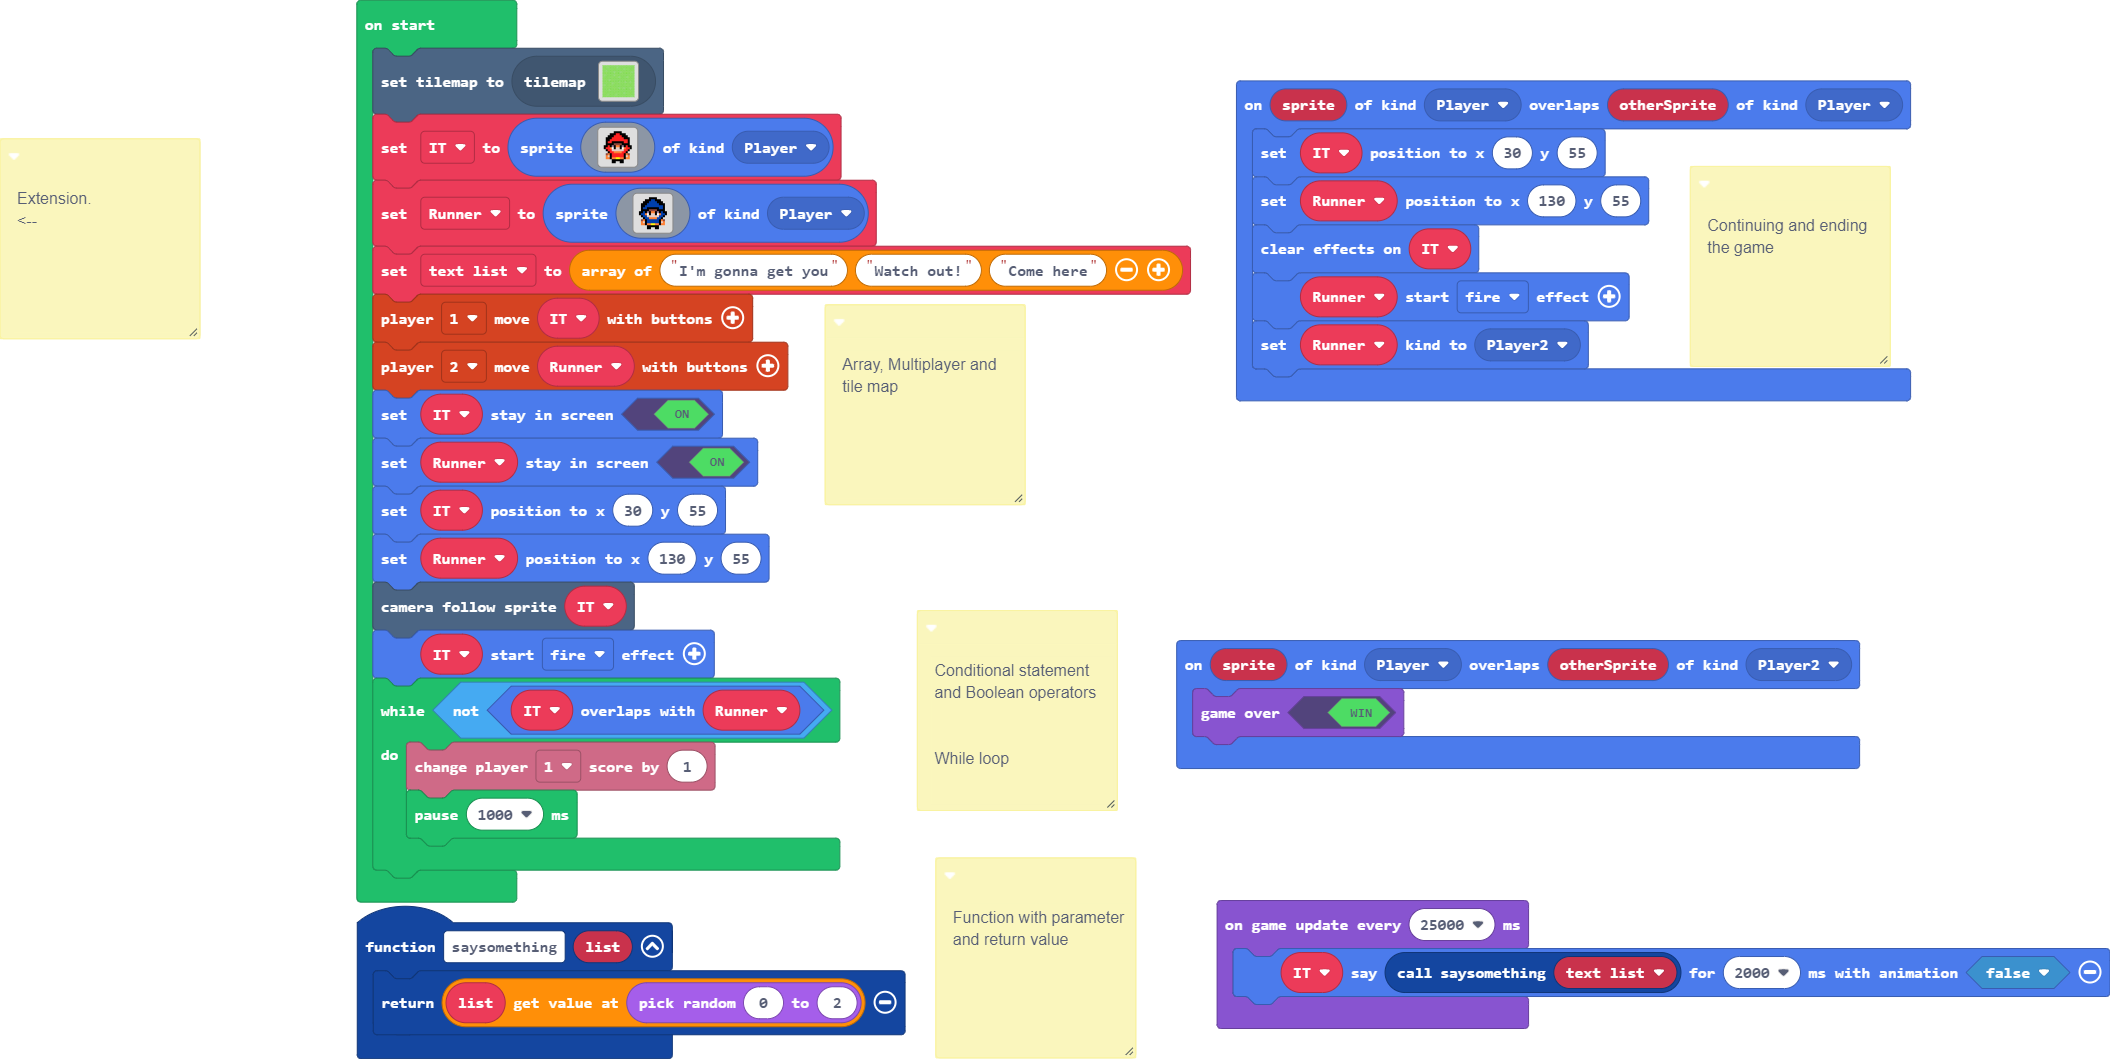 on start
set tilemap to tilemap
set IT to sprite of kind Player
set Runner to sprite of kind Player
set text list to array of "I'm gonna get you" "Watch out!" "Come here"
player 1 move IT with buttons
player 2 move Runner with buttons
set IT stay in screen ON
set Runner stay in screen ON
set IT position to x 30 y 55
set Runner position to x 130 y 55
camera follow sprite IT
IT start fire effect
while not IT overlaps with Runner
do
change player 1 score by 1
pause 1000 ms
function saysomething list
return list get value at pick random 0 to 2
Extension.
<--
Array, Multiplayer and
tile map
Conditional statement
and Boolean operators
While loop
Function with parameter
and return value
on sprite of kind Player overlaps otherSprite of kind Player
set IT position to x 30 y 55
set Runner position to x 130 y 55
clear effects on IT
Runner start fire effect
set Runner kind to Player2
Continuing and ending
the game
on sprite of kind Player overlaps otherSprite of kind Player2
game over WIN
on game update every 25000 ms
IT say call saysomething text list for 2000 ms with animation false